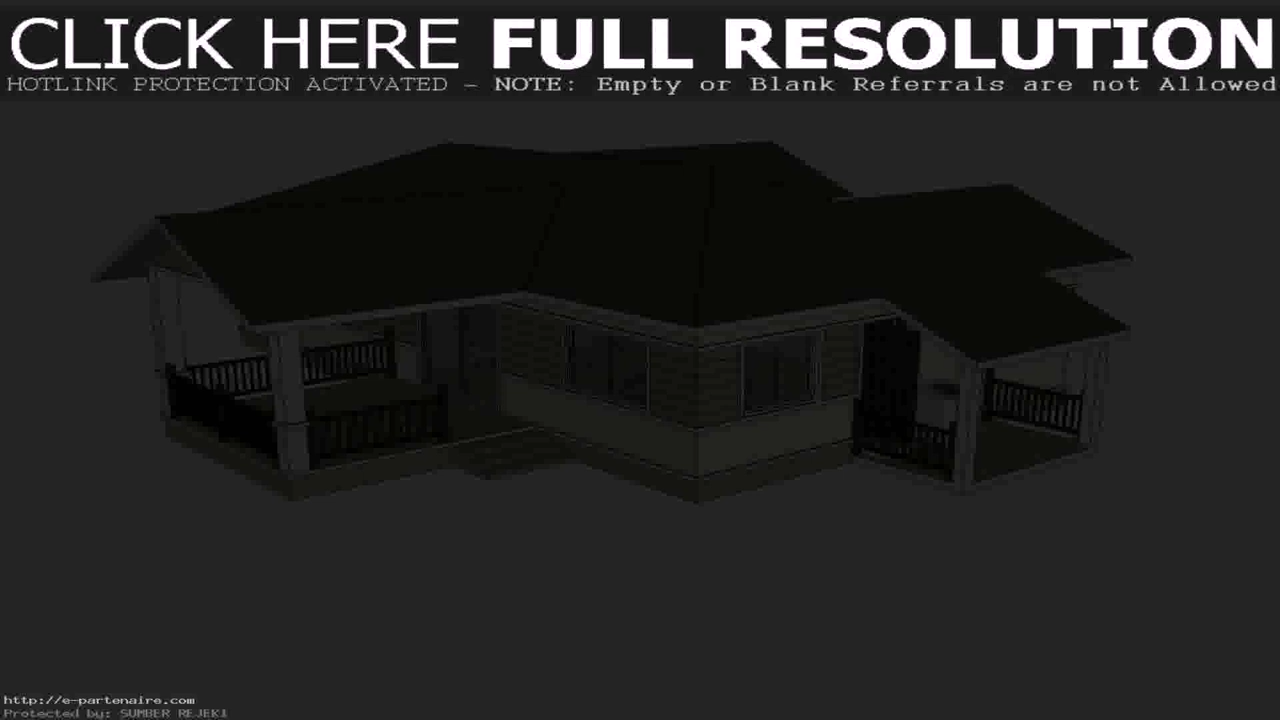 CLICK HERE FULL RESOLUTION
HOTLINK PROTECTION ACTIVATED - NOTE: Empty or Blank Referrals are not Allowed
http://e-partenaire.com
Protected by: SUMBER REJEKI